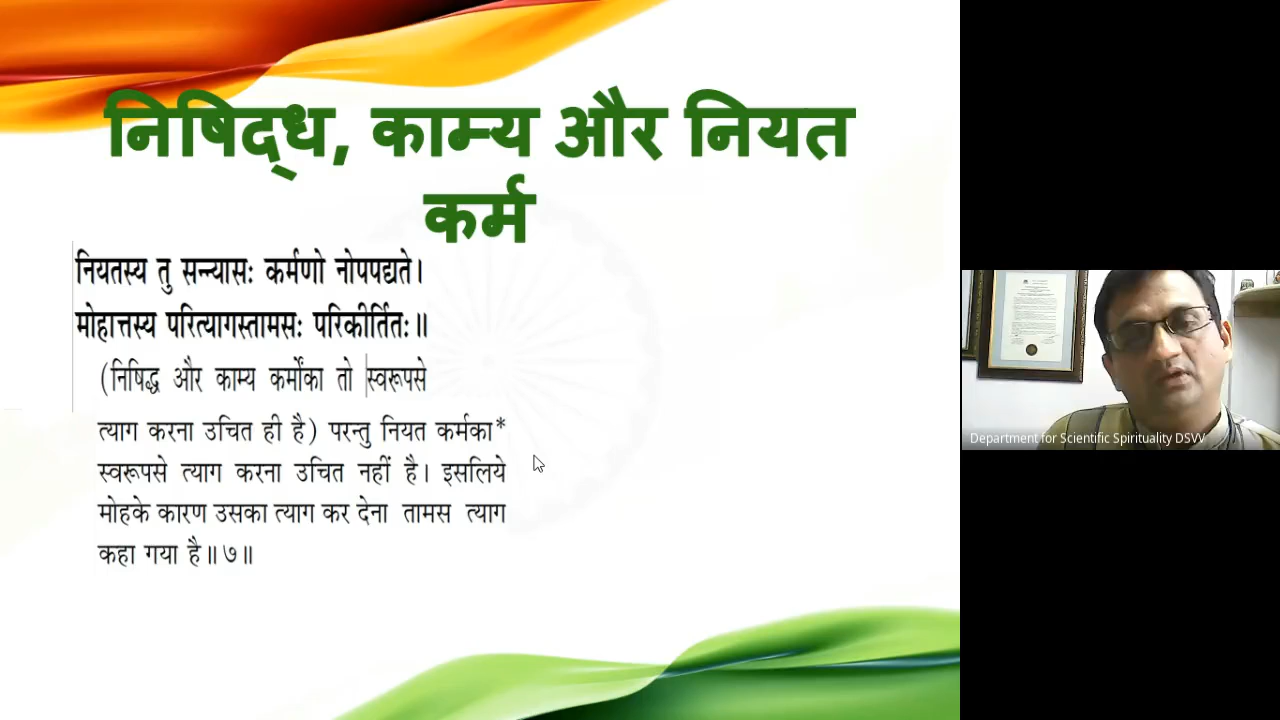 निषिद्ध, काम्य और नियत
कर्म
नियतस्य तु सन्न्यासः कर्मणो नोपपद्यते।
मोहात्तस्य परित्यागस्तामसः परिकीर्तितः॥
(निषिद्ध और काम्य कर्मोंका तो स्वरूपसे
त्याग करना उचित ही है) परन्तु नियत कर्मका*
स्वरूपसे त्याग करना उचित नहीं है। इसलिये
मोहके कारण उसका त्याग कर देना तामस त्याग
कहा गया है॥७॥
Department for Scientific Spirituality DSVV